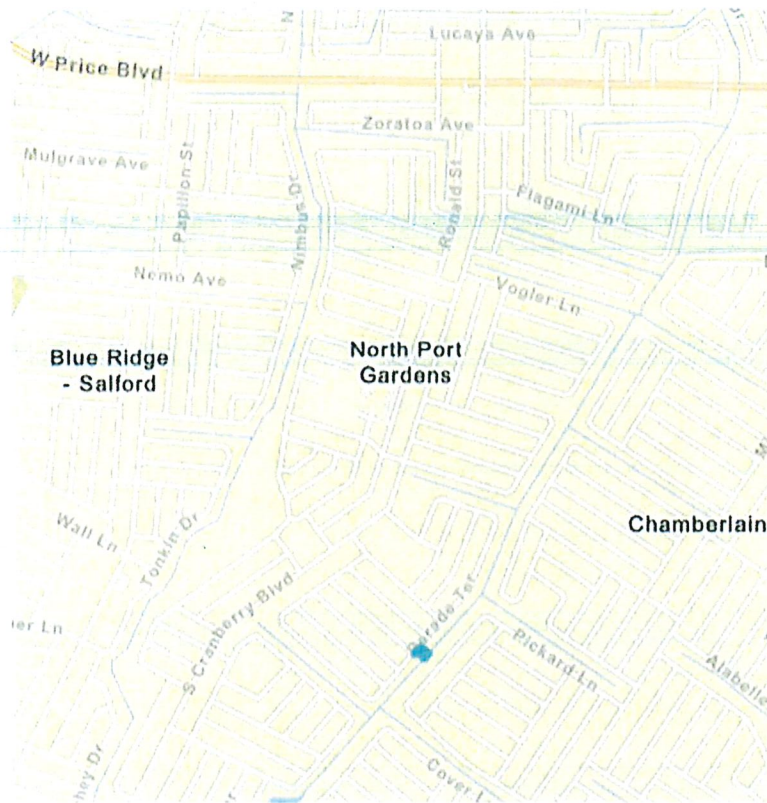 Lucaya Ave
W Price Blvd
Zoratoa Ave
Mulgrave Ave
Papillon St
Ronald St
Flagami Ln
Nimbus Dr
Nemo Ave
Vogler Ln
North Port
Gardens
Blue Ridge
- Salford
Chamberlain
Wall Ln
Tonkin Dr
S Cranberry Blvd
Ter
Pickard Ln
Alabelle
Cover L